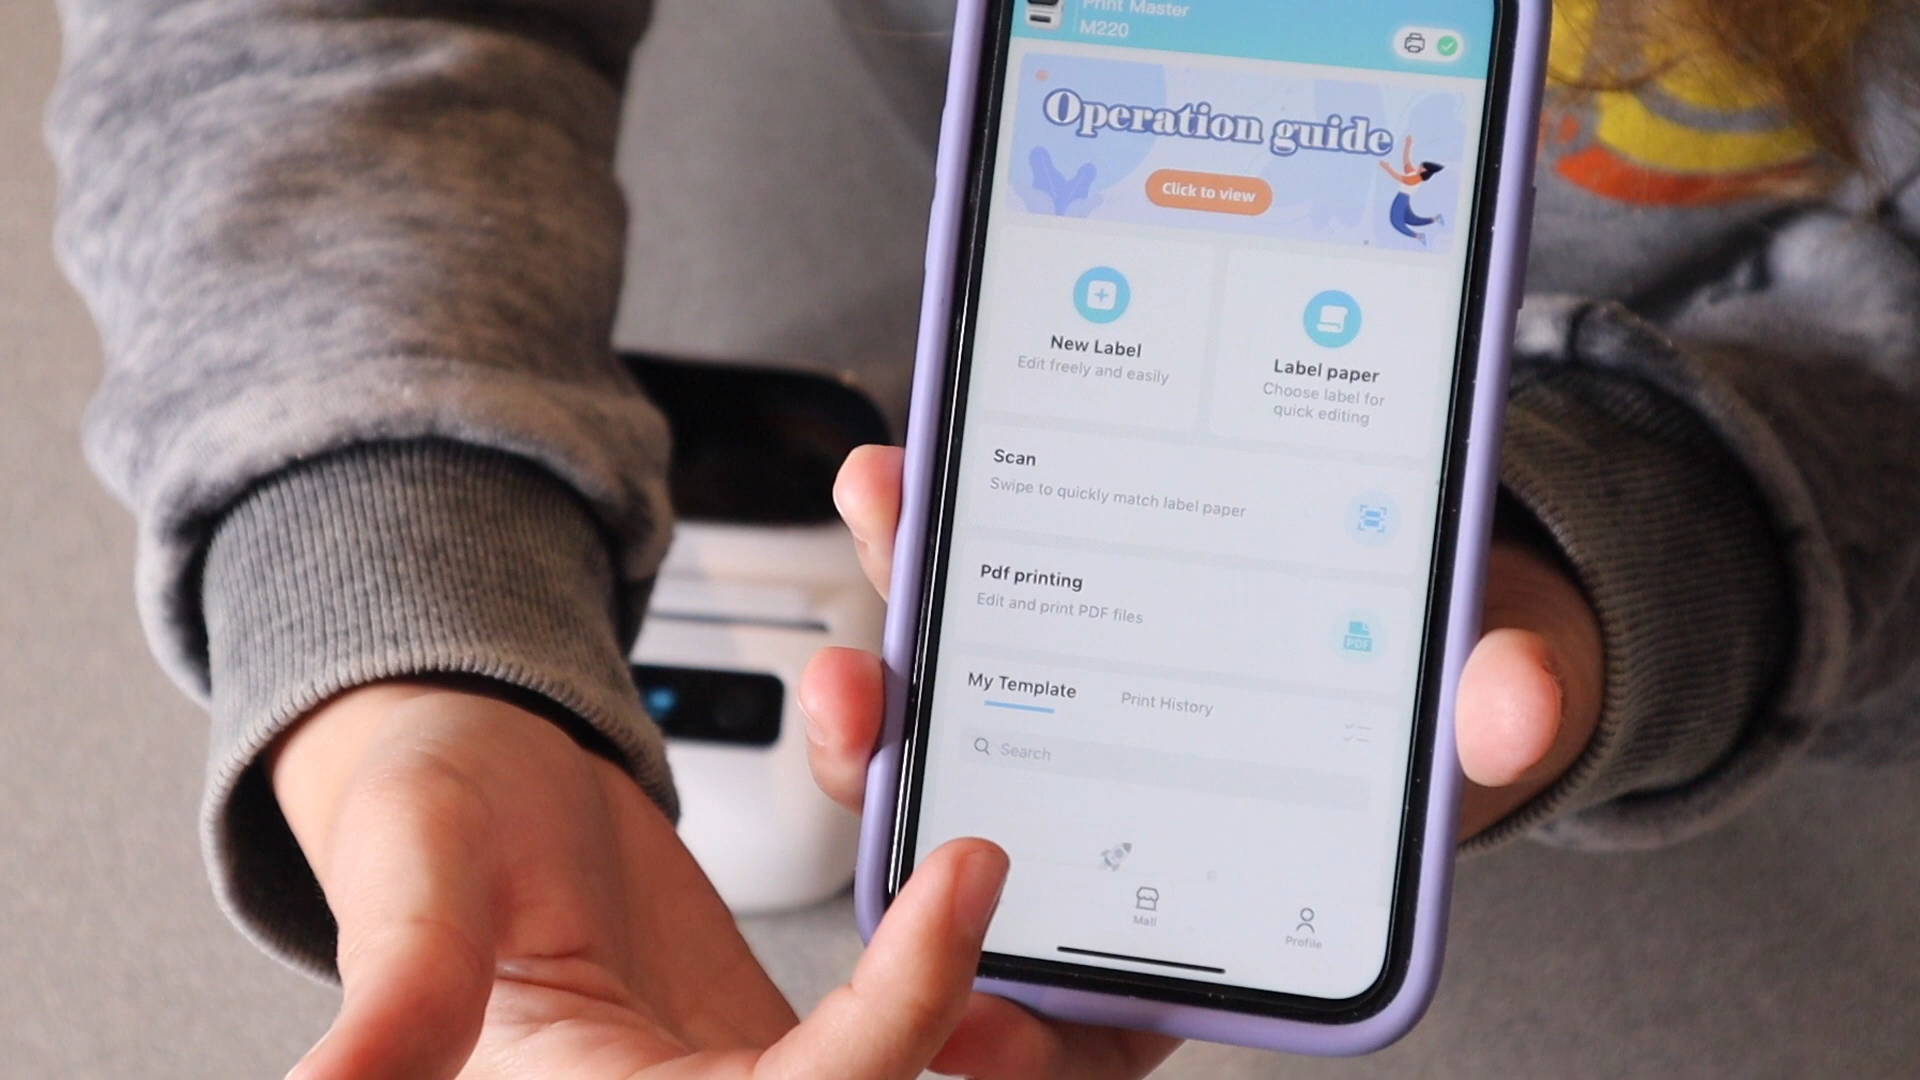 Print Master
M220
Operation guide
Click to view
New Label
Edit freely and easily
Label paper
Choose label for
quick editing
Scan
Swipe to quickly match label paper
Pdf printing
Edit and print PDF files
PDF
My Template
Print History
Search
Mall
Profile